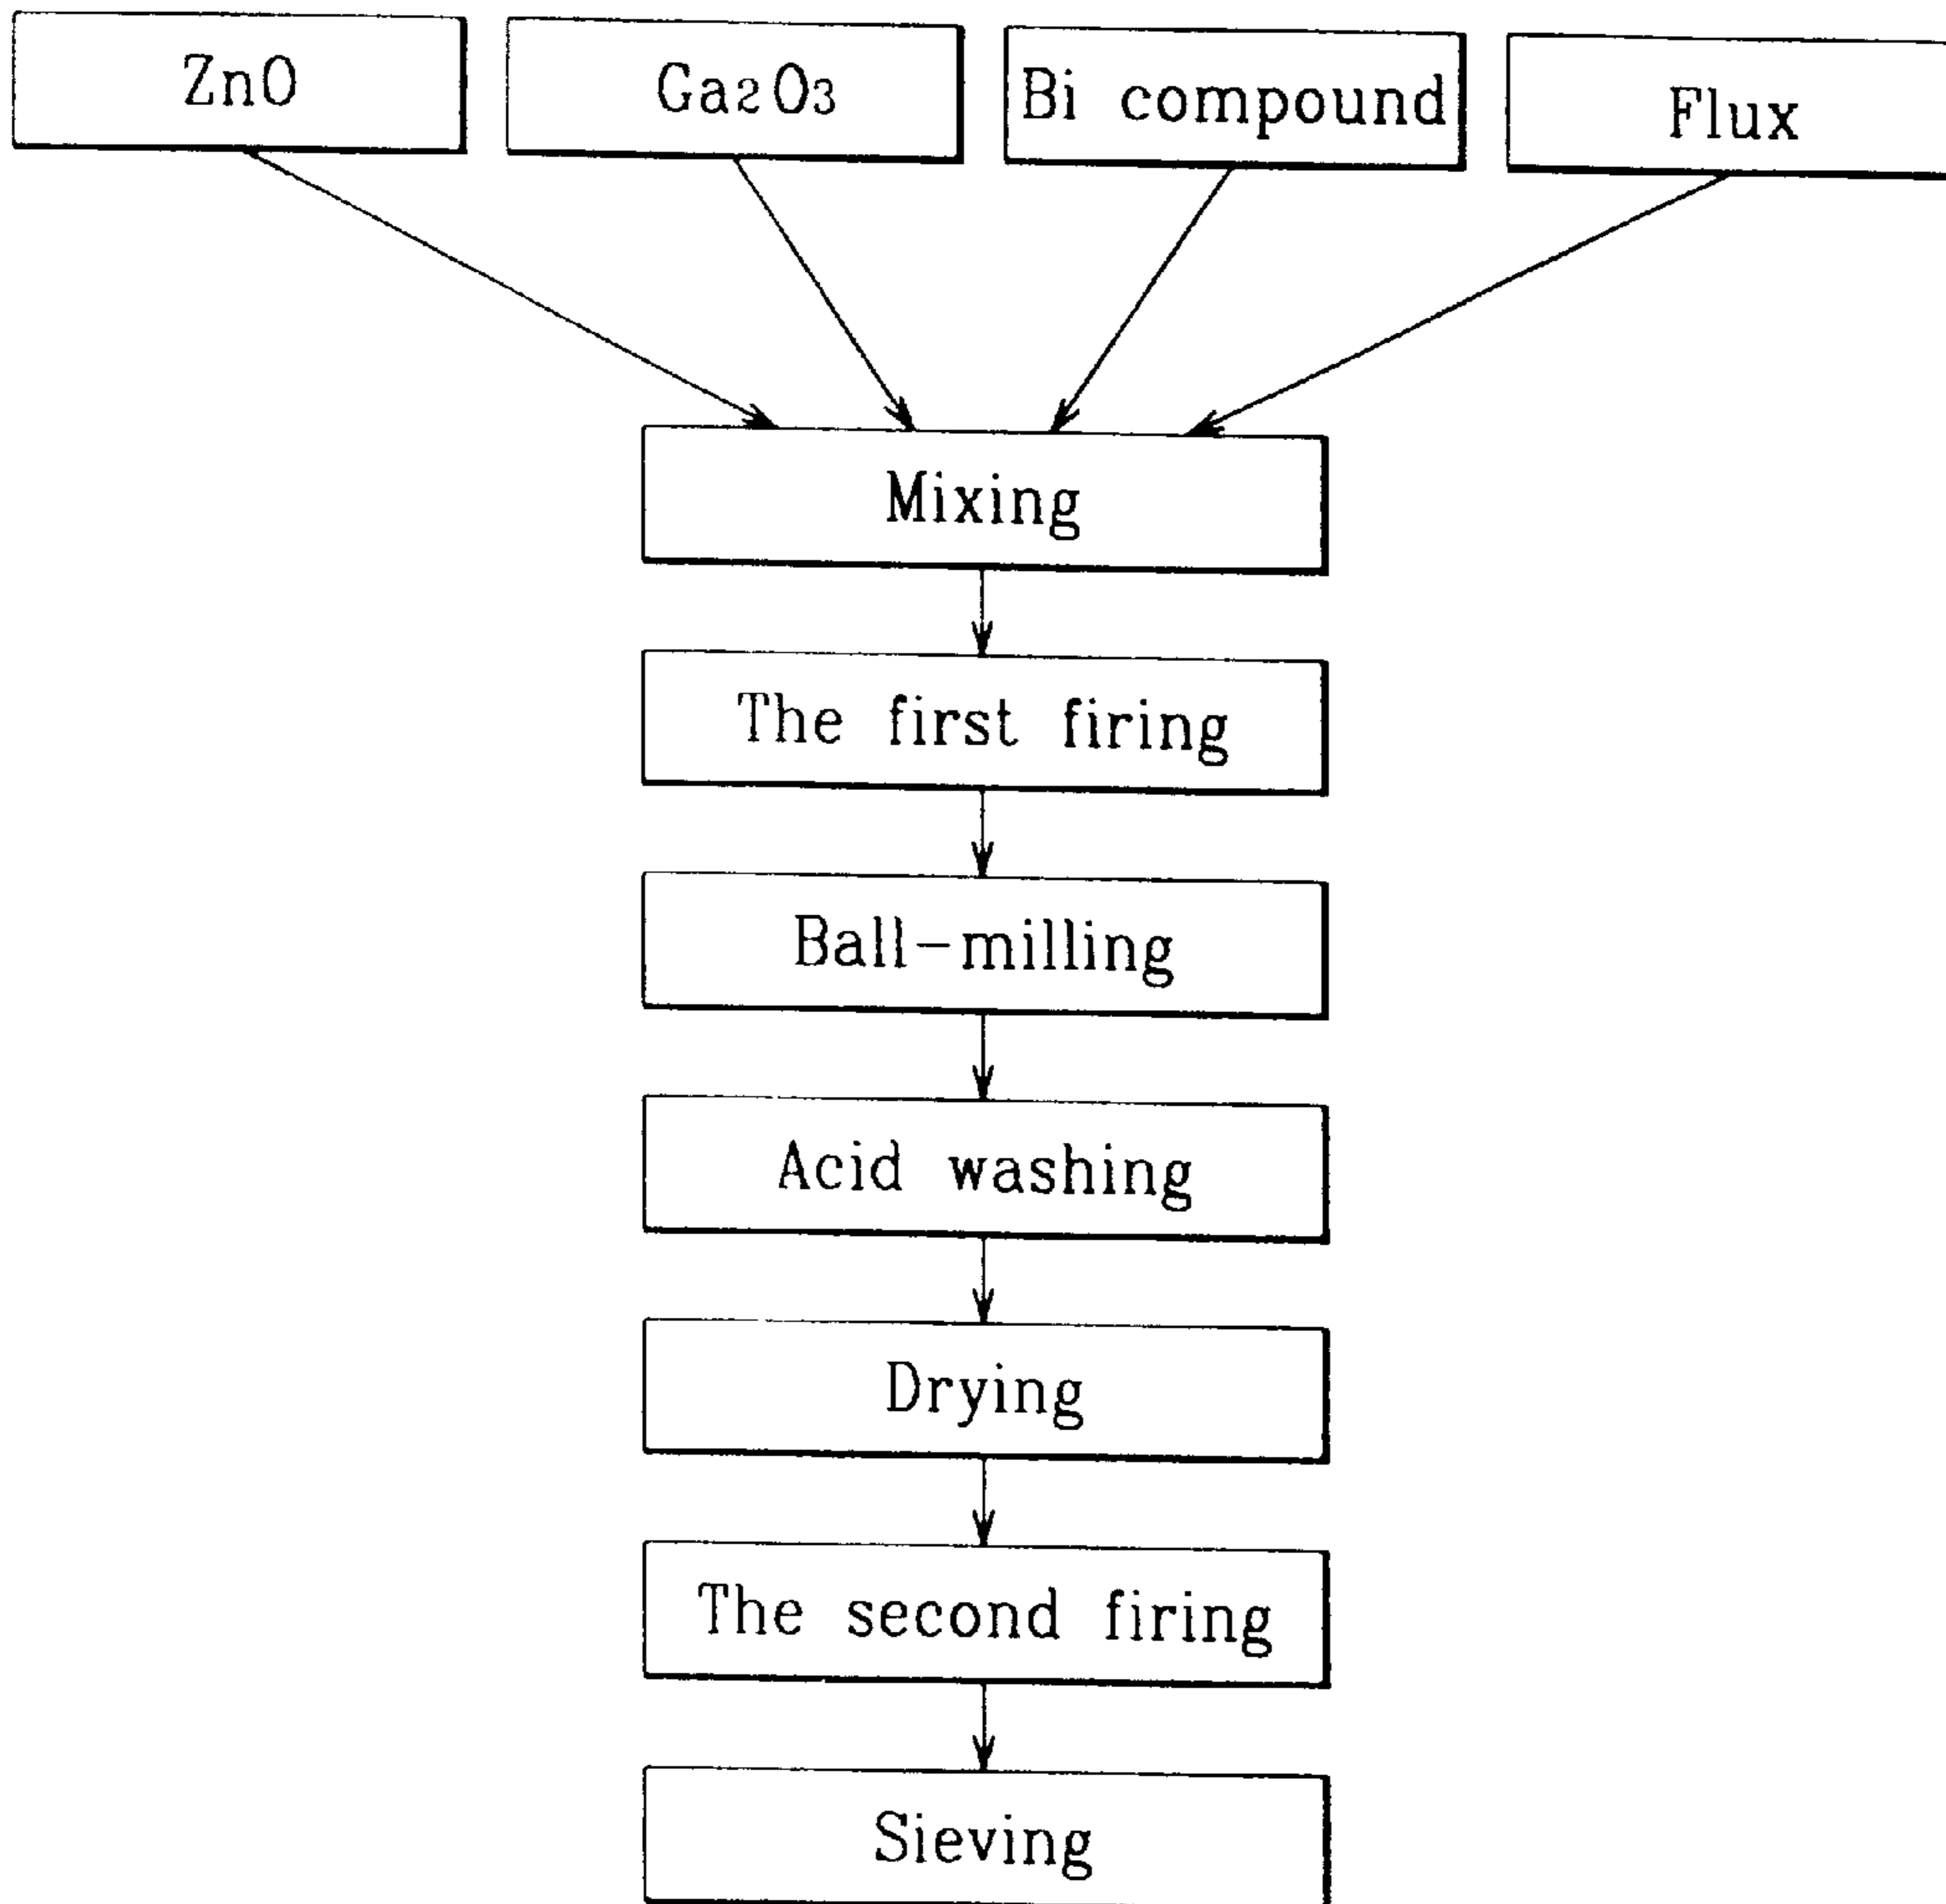 ZnO
Ga2O3
Bi compound
Flux
Mixing
The first firing
Ball-milling
Acid washing
Drying
The second firing
Sieving